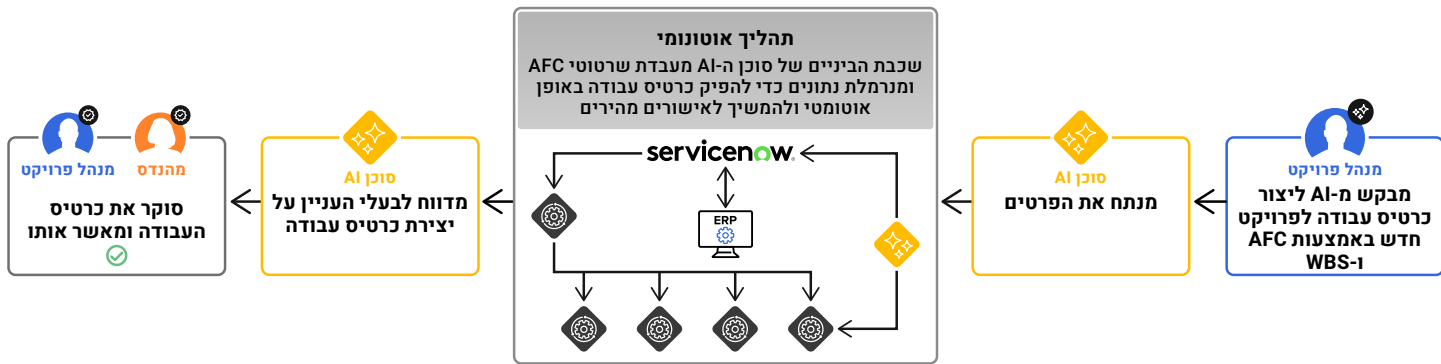 מנהל פרויקט
מבקש מ-AI ליצור
כרטיס עבודה לפרויקט
חדש באמצעות AFC
ו-WBS
סוכן AI
מנתח את הפרטים
תהליך אוטונומי
שכבת הביניים של סוכן ה-AI מעבדת שרטוטי AFC
ומנרמלת נתונים כדי להפיק כרטיס עבודה באופן
אוטומטי ולהמשיך לאישורים מהירים
servicenow
ERP
סוכן AI
מדווח לבעלי העניין על
יצירת כרטיס עבודה
מהנדס
מנהל פרויקט
סוקר את כרטיס
העבודה ומאשר אותו